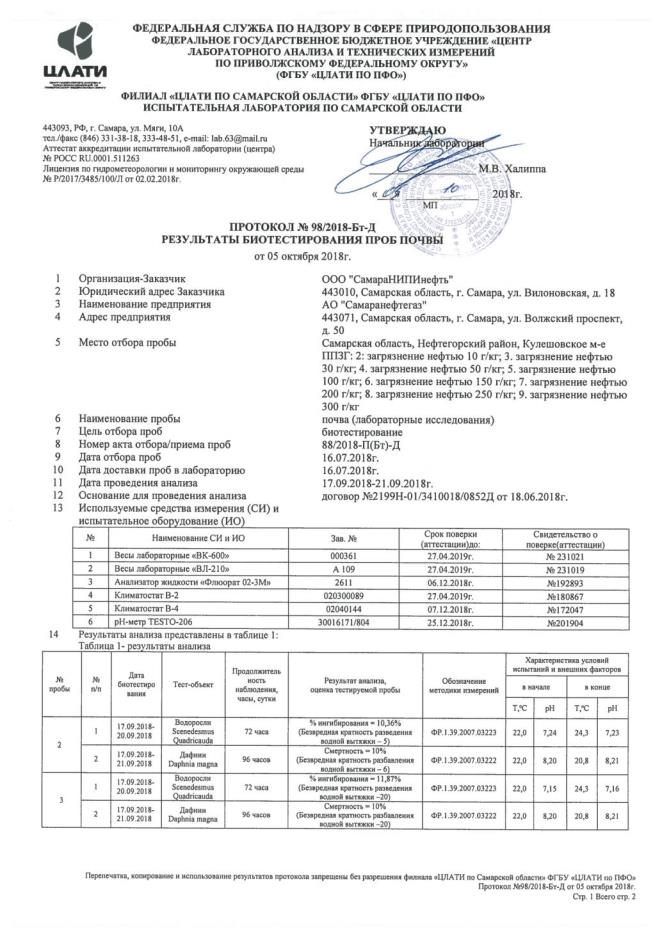 ФЕДЕРАЛЬНАЯ СЛУЖБА ПО НАДЗОРУ В СФЕРЕ ПРИРОДОПОЛЬЗОВАНИЯ
ФЕДЕРАЛЬНОЕ ГОСУДАРСТВЕННОЕ БЮДЖЕТНОЕ УЧРЕЖДЕНИЕ «ЦЕНТР
ЛАБОРАТОРНОГО АНАЛИЗА И ТЕХНИЧЕСКИХ ИЗМЕРЕНИЙ
ПО ПРИВОЛЖСКОМУ ФЕДЕРАЛЬНОМУ ОКРУГУ»
(ФГБУ «ЦЛАТИ ПО ПФО»)
ЦЛАТИ
ФИЛИАЛ «ЦЛАТИ ПО САМАРСКОЙ ОБЛАСТИ» ФГБУ «ЦЛАТИ ПО ПФО»
ИСПЫТАТЕЛЬНАЯ ЛАБОРАТОРИЯ ПО САМАРСКОЙ ОБЛАСТИ
443093, РФ, г. Самара, ул. Мяги, 10А
тел./факс (846) 331-38-18, 333-48-51, e-mail: lab.63@mail.ru
Аттестат аккредитации испытательной лаборатории (центра)
№ РОСС RU.0001.511263
Лицензия по гидрометеорологии и мониторингу окружающей среды
№ Р/2017/3485/100/Л от 02.02.2018г.
УТВЕРЖДАЮ
Начальник лаборатории
М.В. Халиппа
« 05 » 10 2018г.
МП
ПРОТОКОЛ № 98/2018-Бт-Д
РЕЗУЛЬТАТЫ БИОТЕСТИРОВАНИЯ ПРОБ ПОЧВЫ
от 05 октября 2018г.
1 Организация-Заказчик ООО "СамараНИПИнефть"
2 Юридический адрес Заказчика 443010, Самарская область, г. Самара, ул. Вилоновская, д. 18
3 Наименование предприятия АО "Самаранефтегаз"
4 Адрес предприятия 443071, Самарская область, г. Самара, ул. Волжский проспект,
д. 50
5 Место отбора пробы Самарская область, Нефтегорский район, Кулешовское м-е
ППЗГ: 2: загрязнение нефтью 10 г/кг; 3. загрязнение нефтью
30 г/кг; 4. загрязнение нефтью 50 г/кг; 5. загрязнение нефтью
100 г/кг; 6. загрязнение нефтью 150 г/кг; 7. загрязнение нефтью
200 г/кг; 8. загрязнение нефтью 250 г/кг; 9. загрязнение нефтью
300 г/кг
6 Наименование пробы почва (лабораторные исследования)
7 Цель отбора проб биотестирование
8 Номер акта отбора/приема проб 88/2018-П(Бт)-Д
9 Дата отбора проб 16.07.2018г.
10 Дата доставки проб в лабораторию 16.07.2018г.
11 Дата проведения анализа 17.09.2018-21.09.2018г.
12 Основание для проведения анализа договор №2199Н-01/3410018/0852Д от 18.06.2018г.
13 Используемые средства измерения (СИ) и
испытательное оборудование (ИО)
№ Наименование СИ и ИО Зав. № Срок поверки (аттестации)до: Свидетельство о поверке(аттестации)
1 Весы лабораторные «ВК-600» 000361 27.04.2019г. № 231021
2 Весы лабораторные «ВЛ-210» А 109 27.04.2019г. № 231019
3 Анализатор жидкости «Флюорат 02-3М» 2611 06.12.2018г. №192893
4 Климатостат В-2 020300089 27.04.2019г. №180867
5 Климатостат В-4 02040144 07.12.2018г. №172047
6 pH-метр TESTO-206 30016171/804 25.12.2018г. №201904
14 Результаты анализа представлены в таблице 1:
Таблица 1- результаты анализа
№ пробы № п/п Дата биотестиро вания Тест-объект Продолжитель ность наблюдения, часы, сутки Результат анализа, оценка тестируемой пробы Обозначение методики измерений Характеристика условий испытаний и внешних факторов
в начале в конце
T,°C pH T,°C pH
2 1 17.09.2018-20.09.2018 Водоросли Scenedesmus Quadricauda 72 часа % ингибирования = 10,36% (Безвредная кратность разведения водной вытяжки – 5) ФР.1.39.2007.03223 22,0 7,24 24,3 7,23
2 17.09.2018-21.09.2018 Дафнии Daphnia magna 96 часов Смертность = 10% (Безвредная кратность разбавления водной вытяжки – 6) ФР.1.39.2007.03222 22,0 8,20 20,8 8,21
3 1 17.09.2018-20.09.2018 Водоросли Scenedesmus Quadricauda 72 часа % ингибирования = 11,87% (Безвредная кратность разведения водной вытяжки –20) ФР.1.39.2007.03223 22,0 7,15 24,3 7,16
2 17.09.2018-21.09.2018 Дафнии Daphnia magna 96 часов Смертность = 10% (Безвредная кратность разбавления водной вытяжки –20) ФР.1.39.2007.03222 22,0 8,20 20,8 8,21
Перепечатка, копирование и использование результатов протокола запрещены без разрешения филиала «ЦЛАТИ по Самарской области» ФГБУ «ЦЛАТИ по ПФО»
Протокол №98/2018-Бт-Д от 05 октября 2018г.
Стр. 1 Всего стр. 2